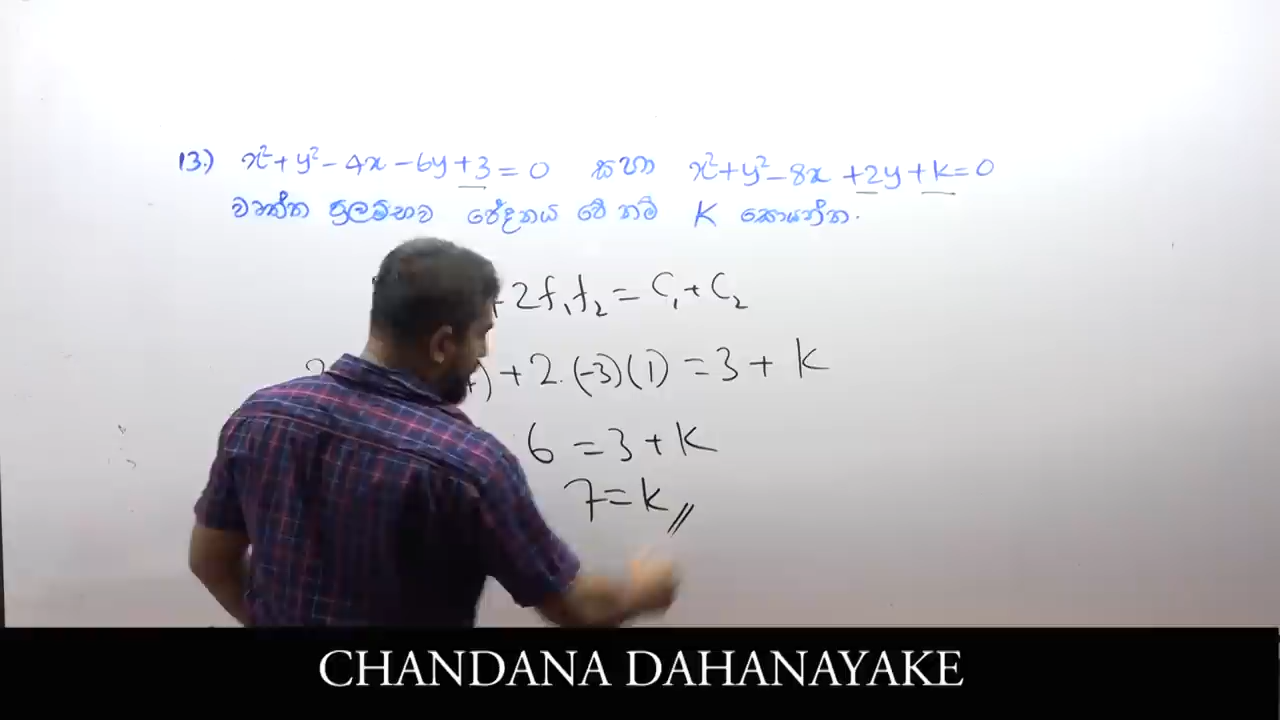 13.) x²+y²-4x-6y+3=0 සහා x²+y²-8x+2y+k=0
වෘත්ත ප්‍රලම්භව ඡේදනය වේ නම් K සොයන්න.
+2f₁f₂=C₁+C₂
2 )+2.(-3)(1)=3+K
6=3+K
7=K//
CHANDANA DAHANAYAKE